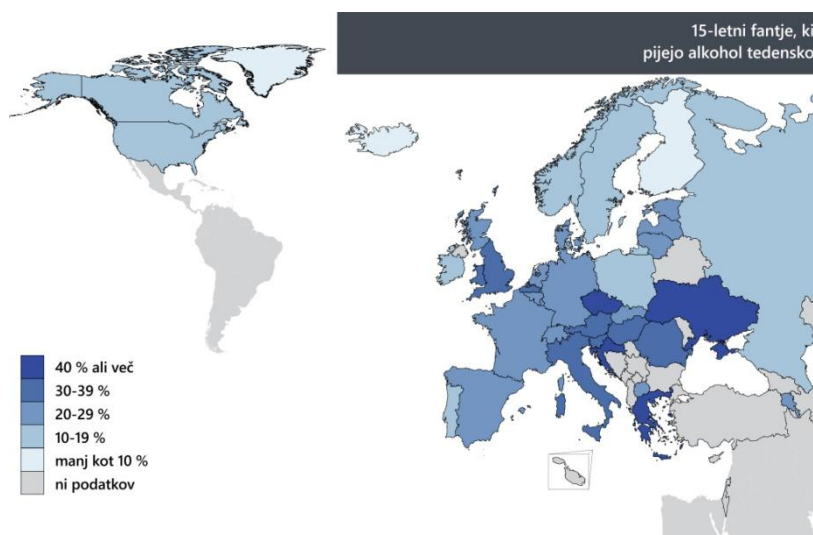 15-letni fantje, ki
pijejo alkohol tedensko
40 % ali več
30-39 %
20-29 %
10-19 %
manj kot 10 %
ni podatkov